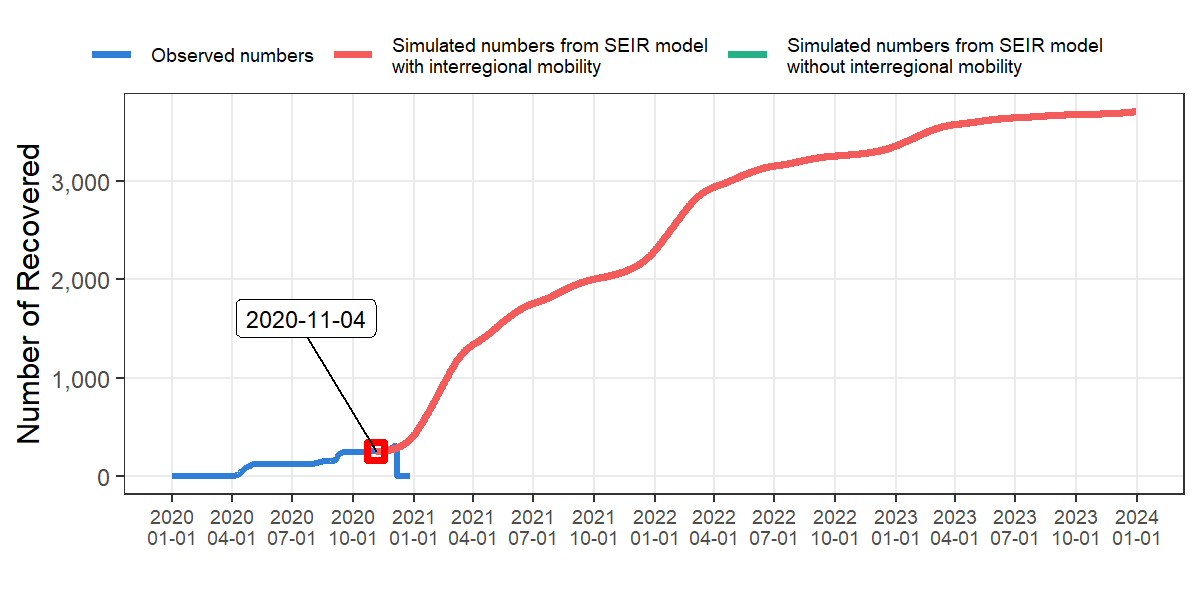 Observed numbers
Simulated numbers from SEIR model
with interregional mobility
Simulated numbers from SEIR model
without interregional mobility
Number of Recovered
3,000
2,000
1,000
0
2020-11-04
2020 2020 2020 2020 2021 2021 2021 2021 2022 2022 2022 2022 2023 2023 2023 2023 2024
01-01 04-01 07-01 10-01 01-01 04-01 07-01 10-01 01-01 04-01 07-01 10-01 01-01 04-01 07-01 10-01 01-01